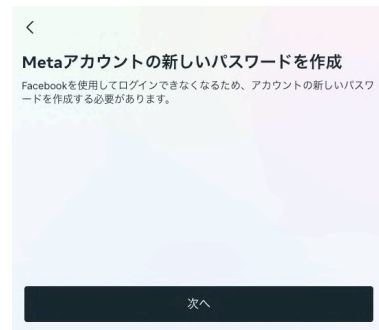 Metaアカウントの新しいパスワードを作成
Facebookを使用してログインできなくなるため、アカウントの新しいパスワ
ードを作成する必要があります。
次へ